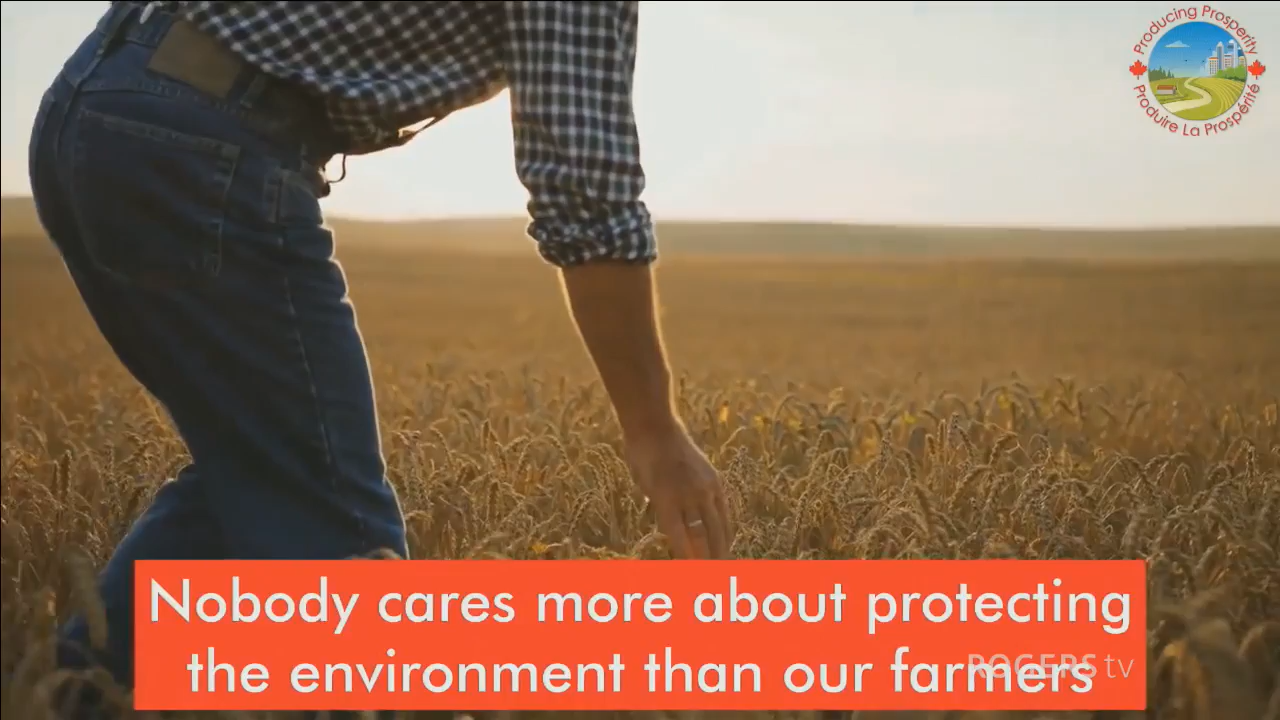 Producing Prosperity
Produire La Prospérité
Nobody cares more about protecting
the environment than our farmers
ROGERS tv